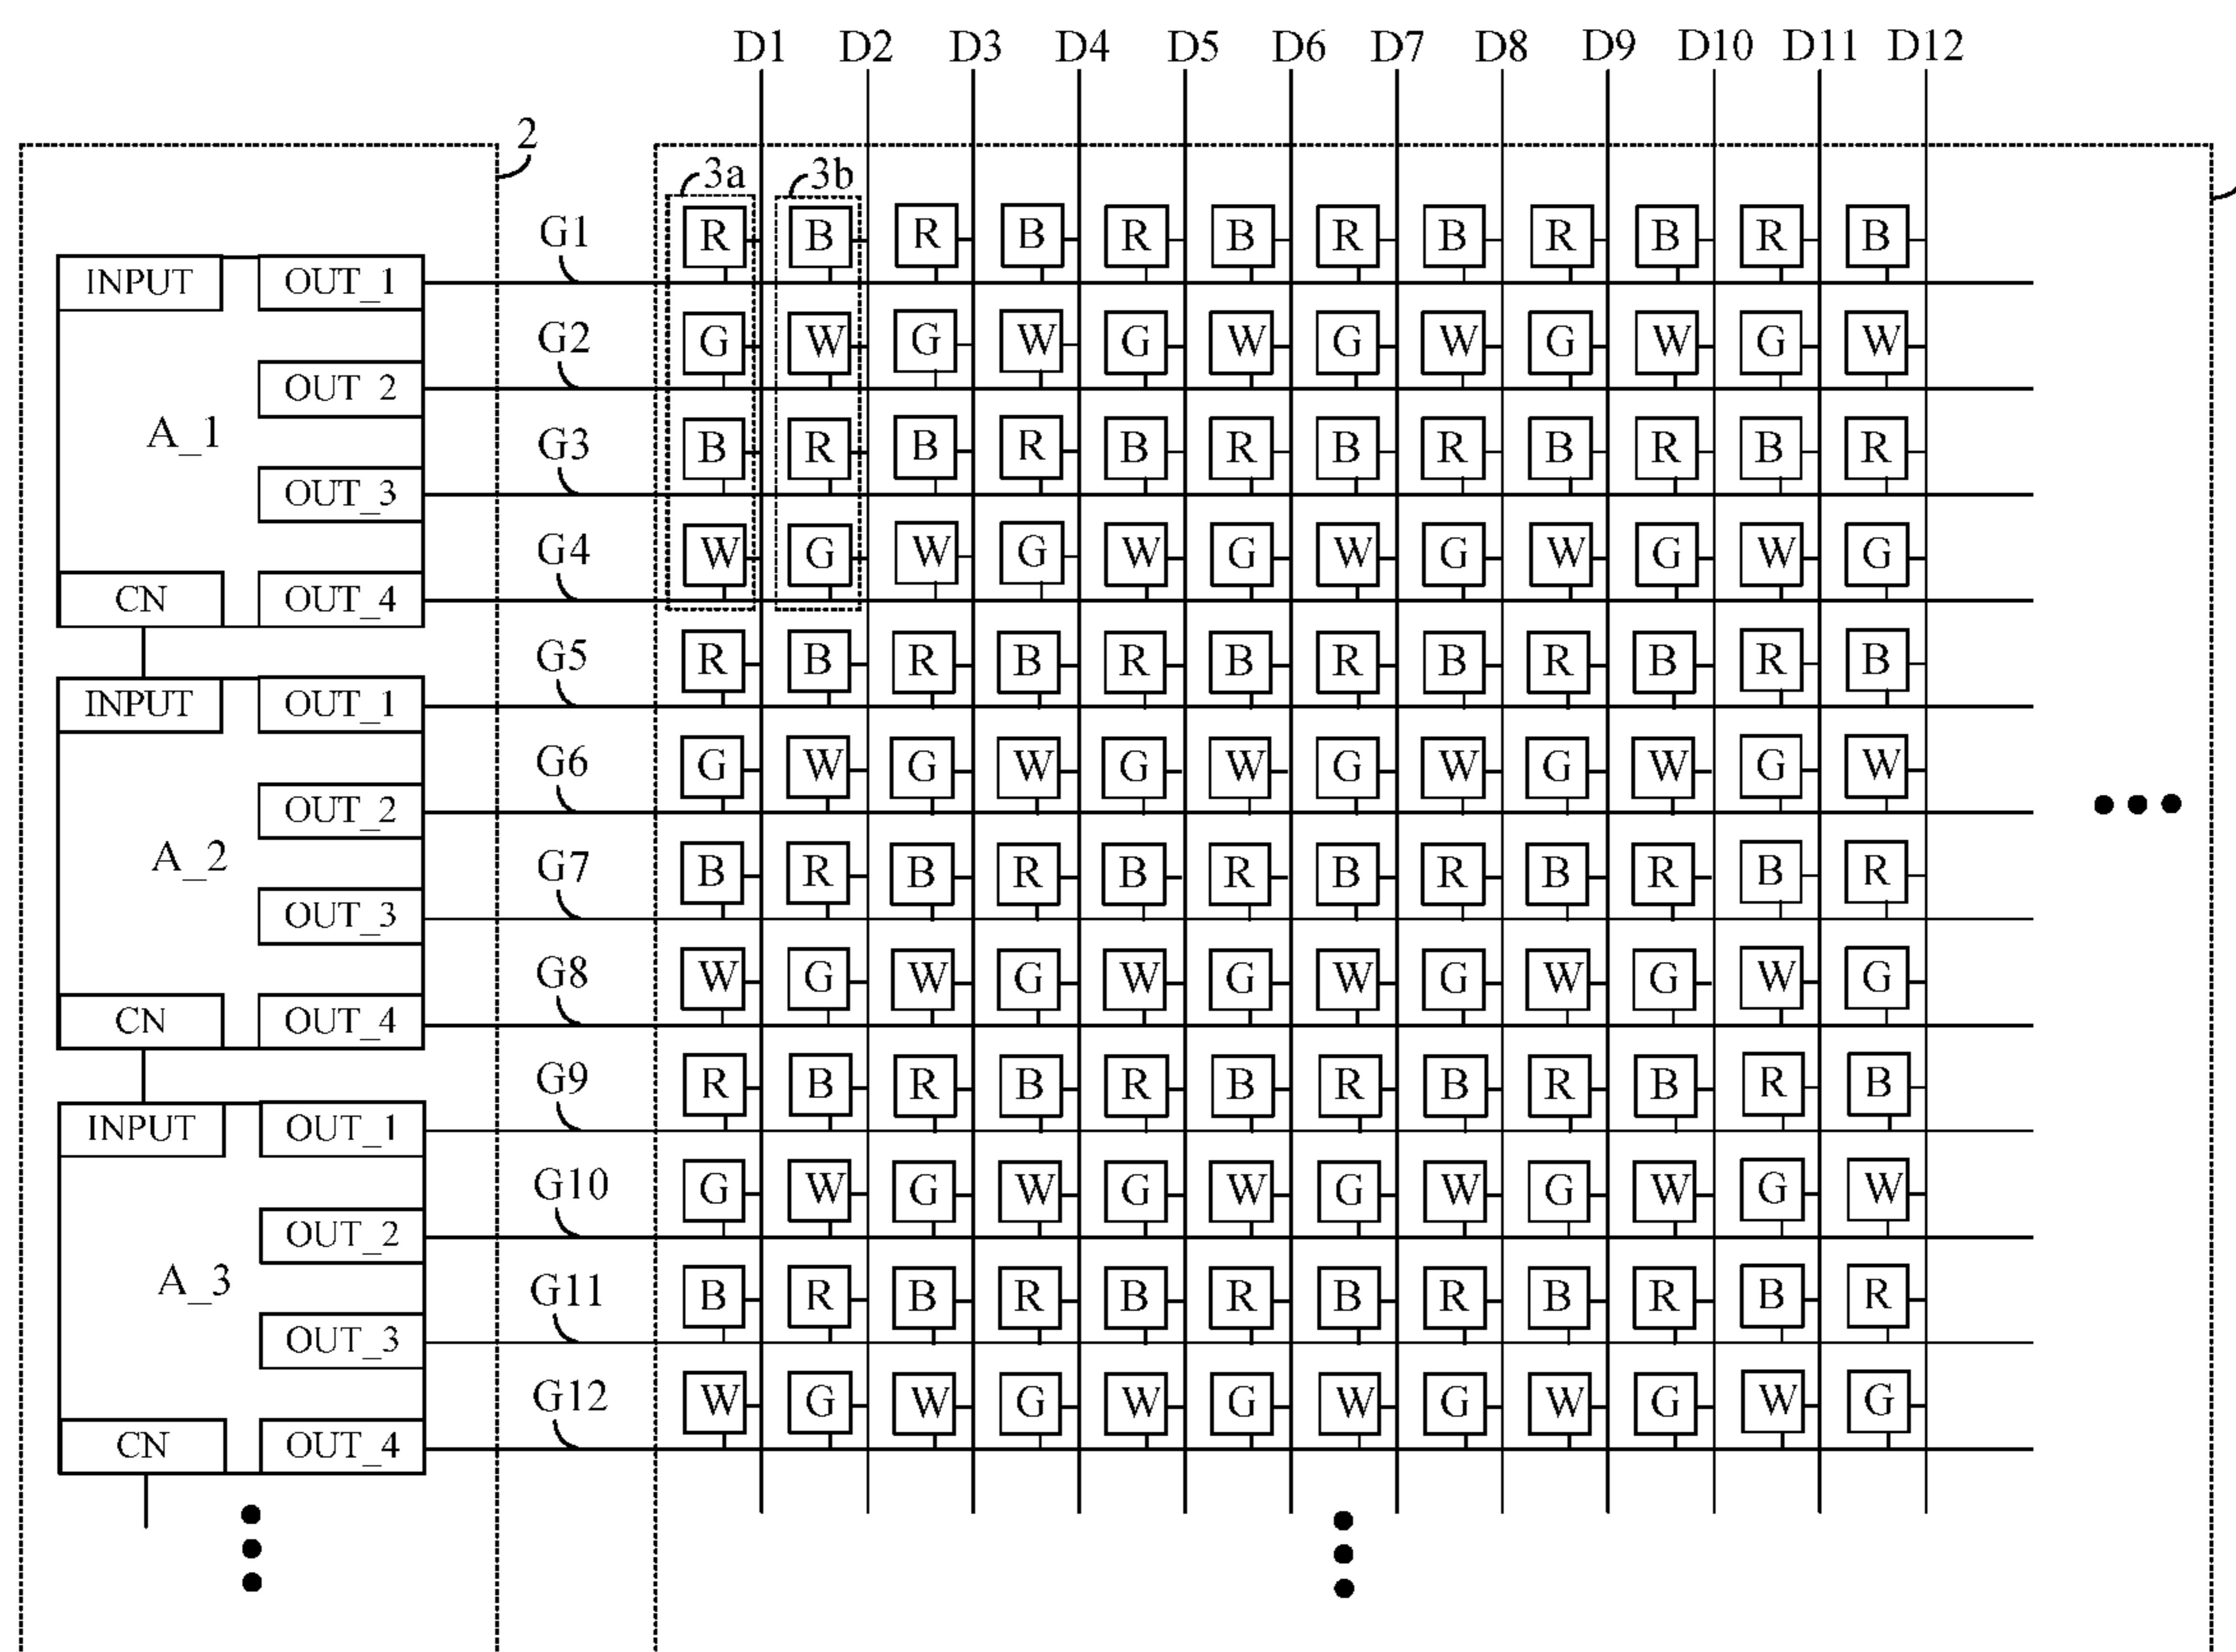 D1 D2 D3 D4 D5 D6 D7 D8 D9 D10 D11 D12
2
3a 3b
G1 R B R B R B R B R B R B
INPUT OUT_1
G2 G W G W G W G W G W G W
OUT_2
A_1
G3 B R B R B R B R B R B R
OUT_3
G4 W G W G W G W G W G W G
CN OUT_4
G5 R B R B R B R B R B R B
INPUT OUT_1
G6 G W G W G W G W G W G W
OUT_2
A_2
G7 B R B R B R B R B R B R
OUT_3
G8 W G W G W G W G W G W G
CN OUT_4
G9 R B R B R B R B R B R B
INPUT OUT_1
G10 G W G W G W G W G W G W
OUT_2
A_3
G11 B R B R B R B R B R B R
OUT_3
G12 W G W G W G W G W G W G
CN OUT_4